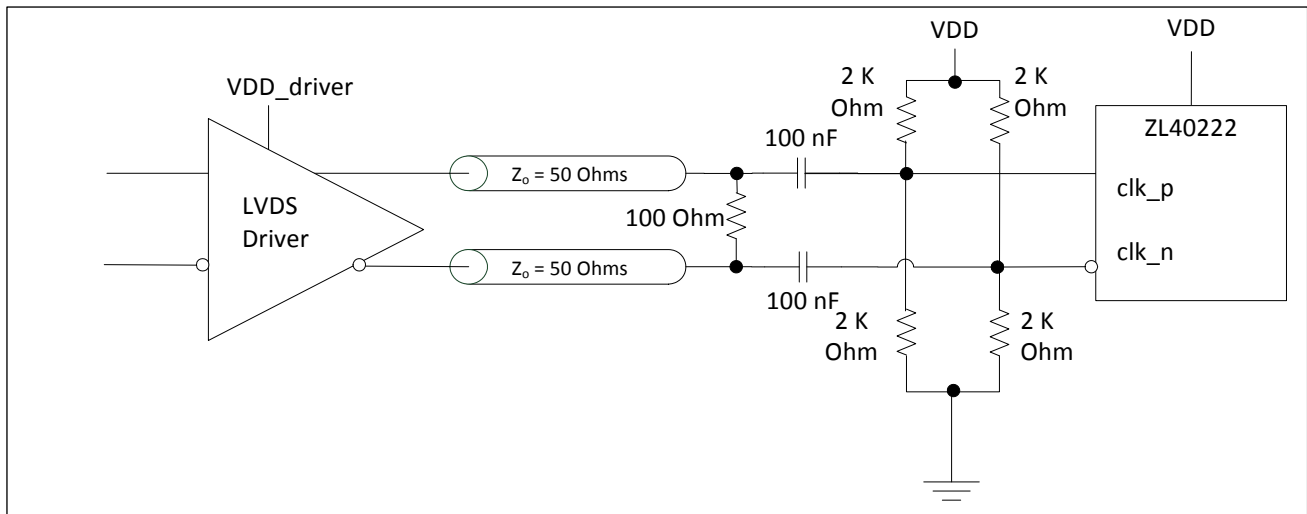 VDD
VDD
2 K
Ohm
2 K
Ohm
VDD_driver
ZL40222
100 nF
Zo = 50 Ohms
clk_p
LVDS
Driver
100 Ohm
clk_n
Zo = 50 Ohms
100 nF
2 K
Ohm
2 K
Ohm